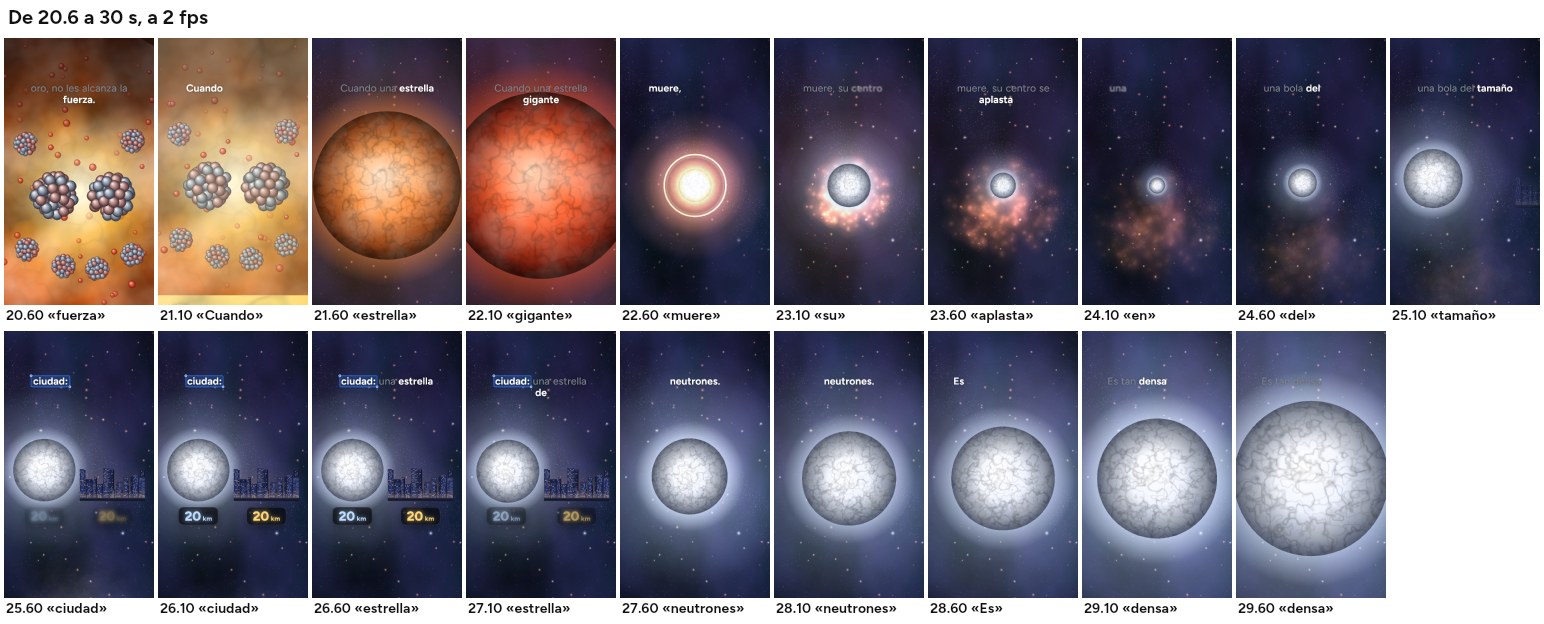 De 20.6 a 30 s, a 2 fps
oro, no les alcanza la
fuerza.
Cuando
Cuando una estrella
Cuando una estrella
gigante
muere,
muere, su centro
muere, su centro se
aplasta
una
una bola del
una bola del tamaño
20.60 «fuerza»
21.10 «Cuando»
21.60 «estrella»
22.10 «gigante»
22.60 «muere»
23.10 «su»
23.60 «aplasta»
24.10 «en»
24.60 «del»
25.10 «tamaño»
ciudad:
ciudad:
ciudad: una estrella
ciudad: una estrella
de
neutrones.
neutrones.
Es
Es tan densa
Es tan
20 km
20 km
20 km
20 km
20 km
20 km
20 km
20 km
25.60 «ciudad»
26.10 «ciudad»
26.60 «estrella»
27.10 «estrella»
27.60 «neutrones»
28.10 «neutrones»
28.60 «Es»
29.10 «densa»
29.60 «densa»